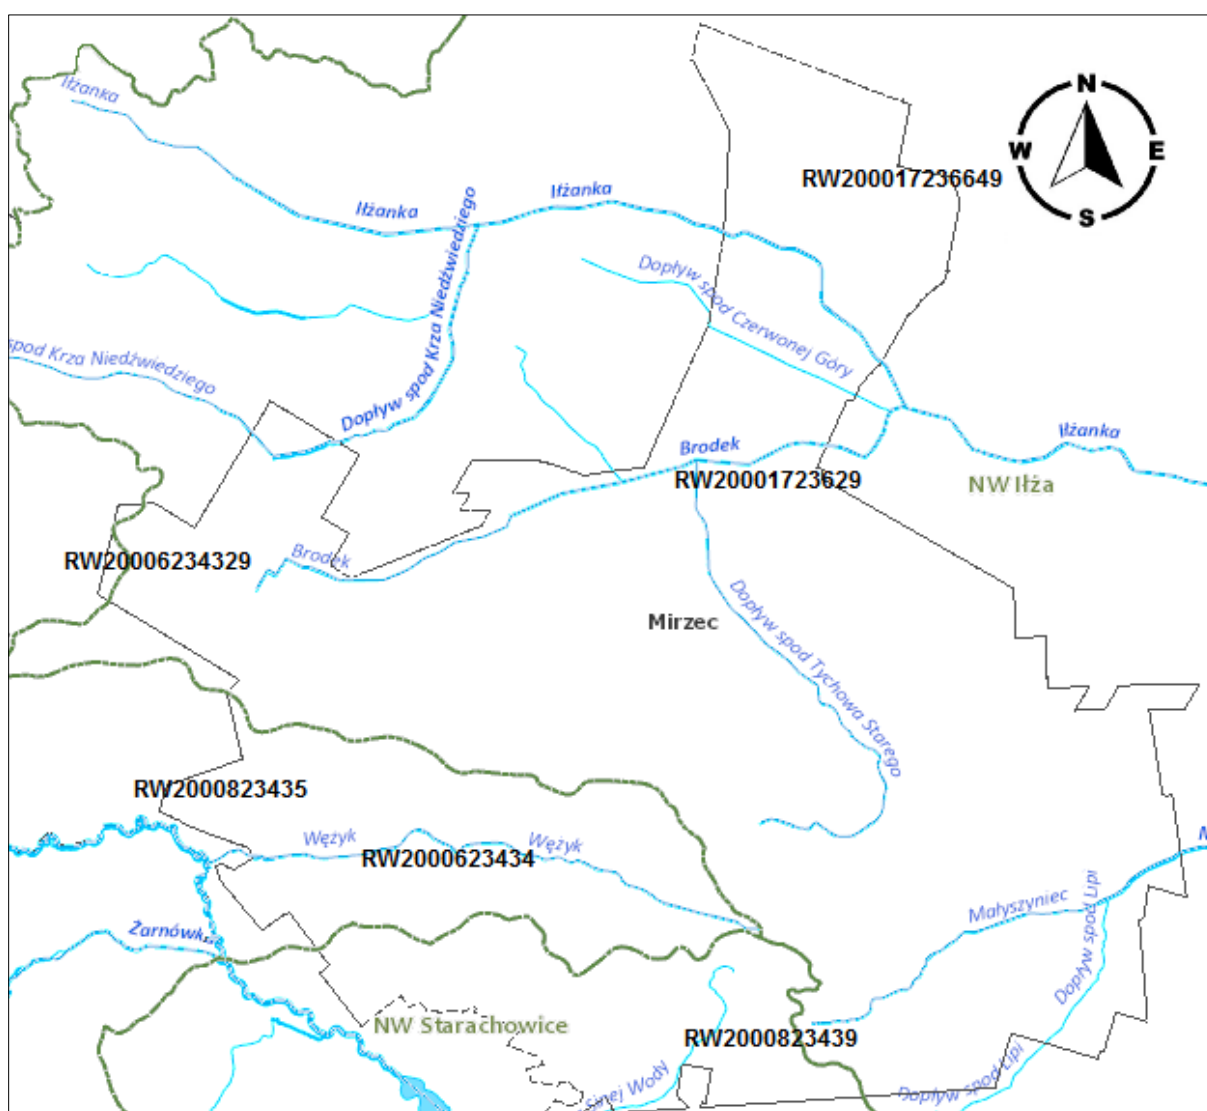 N
W
E
S
Iłżanka
RW200017236649
Iłżanka
Iłżanka
Dopływ spod Krza Niedźwiedziego
Dopływ spod Czerwonej Góry
spod Krza Niedźwiedziego
Brodek
Iłżanka
RW20001723629
NW Iłża
RW20006234329
Brodek
Dopływ spod Tychowa Starego
Mirzec
RW2000823435
Wężyk
Wężyk
RW2000623434
Małyszyniec
Dopływ spod Lipi
Żarnówka
NW Starachowice
RW2000823439
Dopływ spod Lipi
Sinej Wody